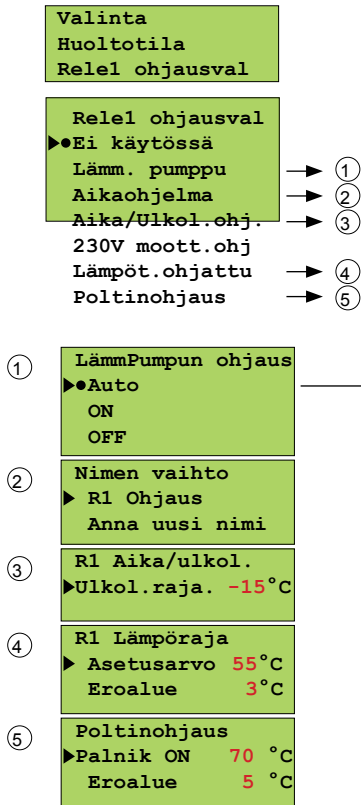 Valinta
Huoltotila
Rele1 ohjausval
Rele1 ohjausval
Ei käytössä
Lämm. pumppu 1
Aikaohjelma 2
Aika/Ulkol.ohj. 3
230V moott.ohj
Lämpöt.ohjattu 4
Poltinohjaus 5
1 LämmPumpun ohjaus
Auto
ON
OFF
2 Nimen vaihto
R1 Ohjaus
Anna uusi nimi
3 R1 Aika/ulkol.
Ulkol.raja. -15°C
4 R1 Lämpöraja
Asetusarvo 55°C
Eroalue 3°C
5 Poltinohjaus
Palnik ON 70 °C
Eroalue 5 °C